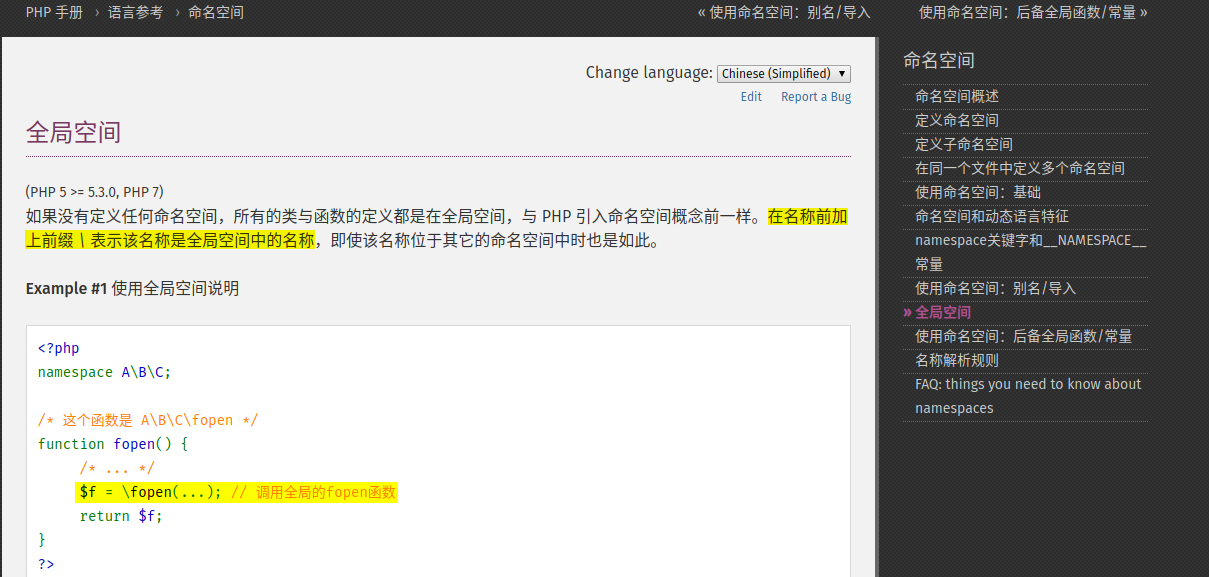 PHP 手册 › 语言参考 › 命名空间
« 使用命名空间：别名/导入
使用命名空间：后备全局函数/常量 »
Change language: Chinese (Simplified) ▼
Edit Report a Bug
全局空间
(PHP 5 >= 5.3.0, PHP 7)
如果没有定义任何命名空间，所有的类与函数的定义都是在全局空间，与 PHP 引入命名空间概念前一样。在名称前加
上前缀 \ 表示该名称是全局空间中的名称，即使该名称位于其它的命名空间中时也是如此。
Example #1 使用全局空间说明
<?php
namespace A\B\C;
/* 这个函数是 A\B\C\fopen */
function fopen() {
/* ... */
$f = \fopen(...); // 调用全局的fopen函数
return $f;
}
?>
命名空间
命名空间概述
定义命名空间
定义子命名空间
在同一个文件中定义多个命名空间
使用命名空间：基础
命名空间和动态语言特征
namespace关键字和__NAMESPACE__
常量
使用命名空间：别名/导入
» 全局空间
使用命名空间：后备全局函数/常量
名称解析规则
FAQ: things you need to know about
namespaces